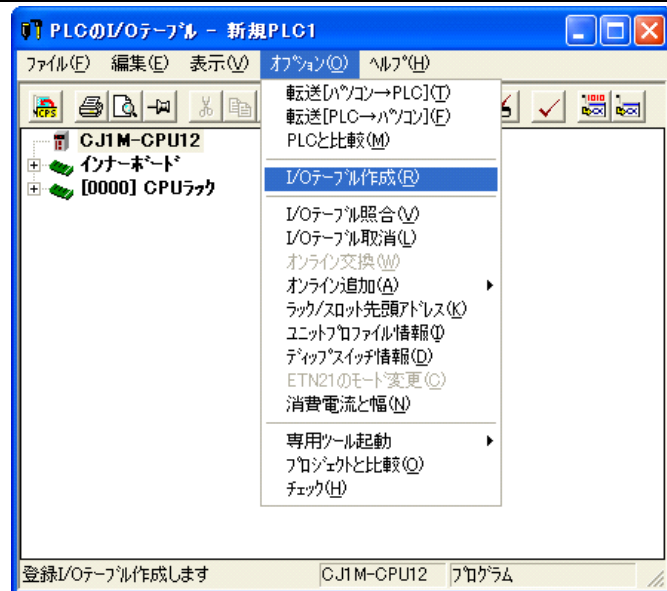 PLCのI/Oﾃｰﾌﾞﾙ - 新規PLC1
ﾌｧｲﾙ(F) 編集(E) 表示(V) ｵﾌﾟｼｮﾝ(O) ﾍﾙﾌﾟ(H)
転送[ﾊﾟｿｺﾝ→PLC](T)
転送[PLC→ﾊﾟｿｺﾝ](F)
PLCと比較(M)
I/Oﾃｰﾌﾞﾙ作成(R)
I/Oﾃｰﾌﾞﾙ照合(V)
I/Oﾃｰﾌﾞﾙ取消(L)
ｵﾝﾗｲﾝ交換(W)
ｵﾝﾗｲﾝ追加(A)
ﾗｯｸ/ｽﾛｯﾄ先頭ｱﾄﾞﾚｽ(K)
ﾕﾆｯﾄﾌﾟﾛﾌｧｲﾙ情報(I)
ﾃﾞｨｯﾌﾟｽｲｯﾁ情報(D)
ETN21のﾓｰﾄﾞ変更(C)
消費電流と幅(N)
専用ﾂｰﾙ起動
ﾌﾟﾛｼﾞｪｸﾄと比較(O)
ﾁｪｯｸ(H)
CJ1M-CPU12
ｲﾝﾅｰﾎﾞｰﾄﾞ
[0000] CPUﾗｯｸ
登録I/Oﾃｰﾌﾞﾙ作成します CJ1M-CPU12 ﾌﾟﾛｸﾞﾗﾑ